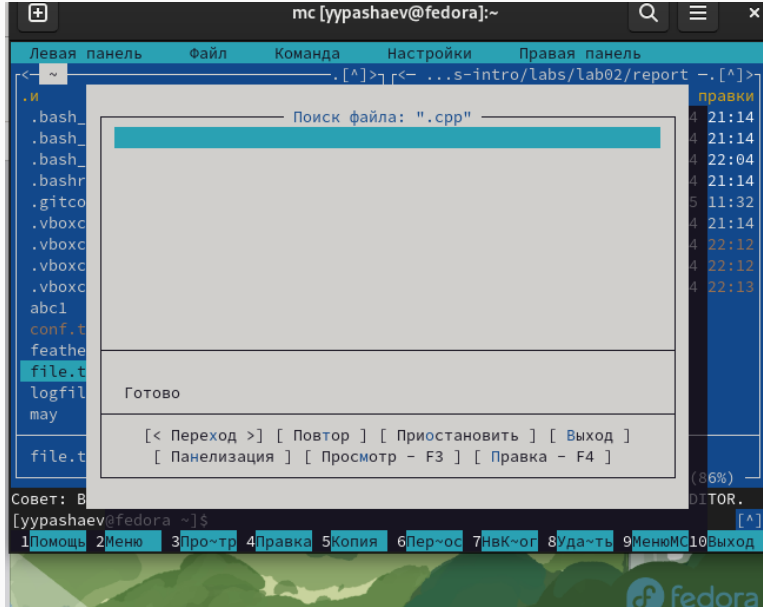 mc [yypashaev@fedora]:~
Левая панель Файл Команда Настройки Правая панель
<— ~ —.[^]>
<— ...s-intro/labs/lab02/report —.[^]>
.и правки
Поиск файла: ".cpp"
.bash_ 4 21:14
.bash_ 4 21:14
.bash_ 4 22:04
.bashr 4 21:14
.gitco 5 11:32
.vboxc 4 21:14
.vboxc 4 22:12
.vboxc 4 22:12
.vboxc 4 22:13
abc1
conf.t
feathe
file.t
logfil
may
Готово
[< Переход >] [ Повтор ] [ Приостановить ] [ Выход ]
[ Панелизация ] [ Просмотр - F3 ] [ Правка - F4 ]
file.t
(86%)
Совет: В DITOR.
[yypashaev@fedora ~]$ [^]
1Помощь 2Меню 3Про~тр 4Правка 5Копия 6Пер~ос 7НвК~ог 8Уда~ть 9МенюMC 10Выход
fedora